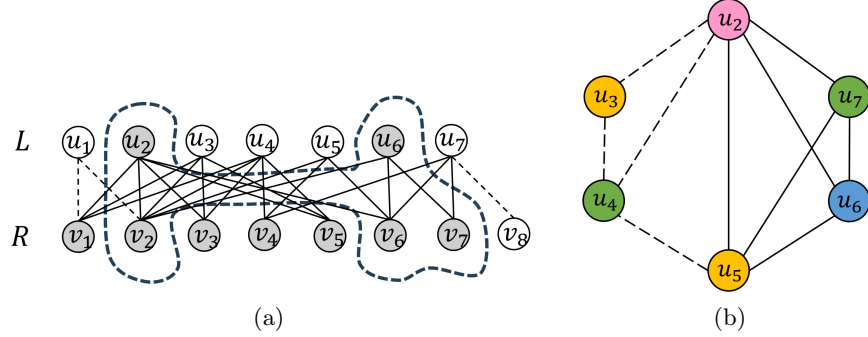 L u₁ u₂ u₃ u₄ u₅ u₆ u₇
R v₁ v₂ v₃ v₄ v₅ v₆ v₇ v₈
(a)
u₂
u₃ u₇
u₄ u₆
u₅
(b)